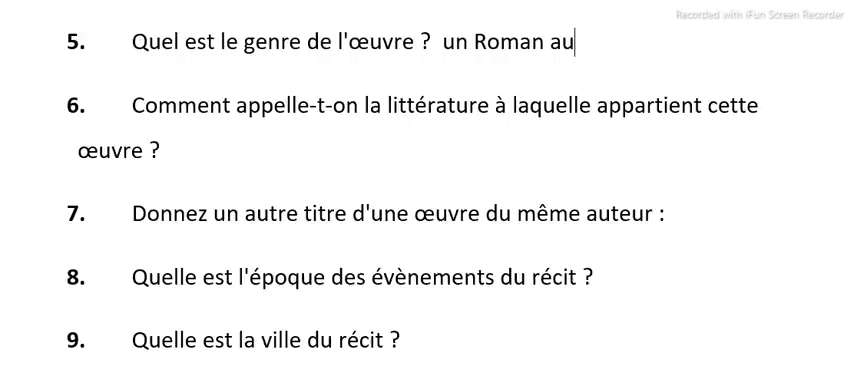 Recorded with iFun Screen Recorder
5. Quel est le genre de l'œuvre ? un Roman au
6. Comment appelle-t-on la littérature à laquelle appartient cette
œuvre ?
7. Donnez un autre titre d'une œuvre du même auteur :
8. Quelle est l'époque des évènements du récit ?
9. Quelle est la ville du récit ?